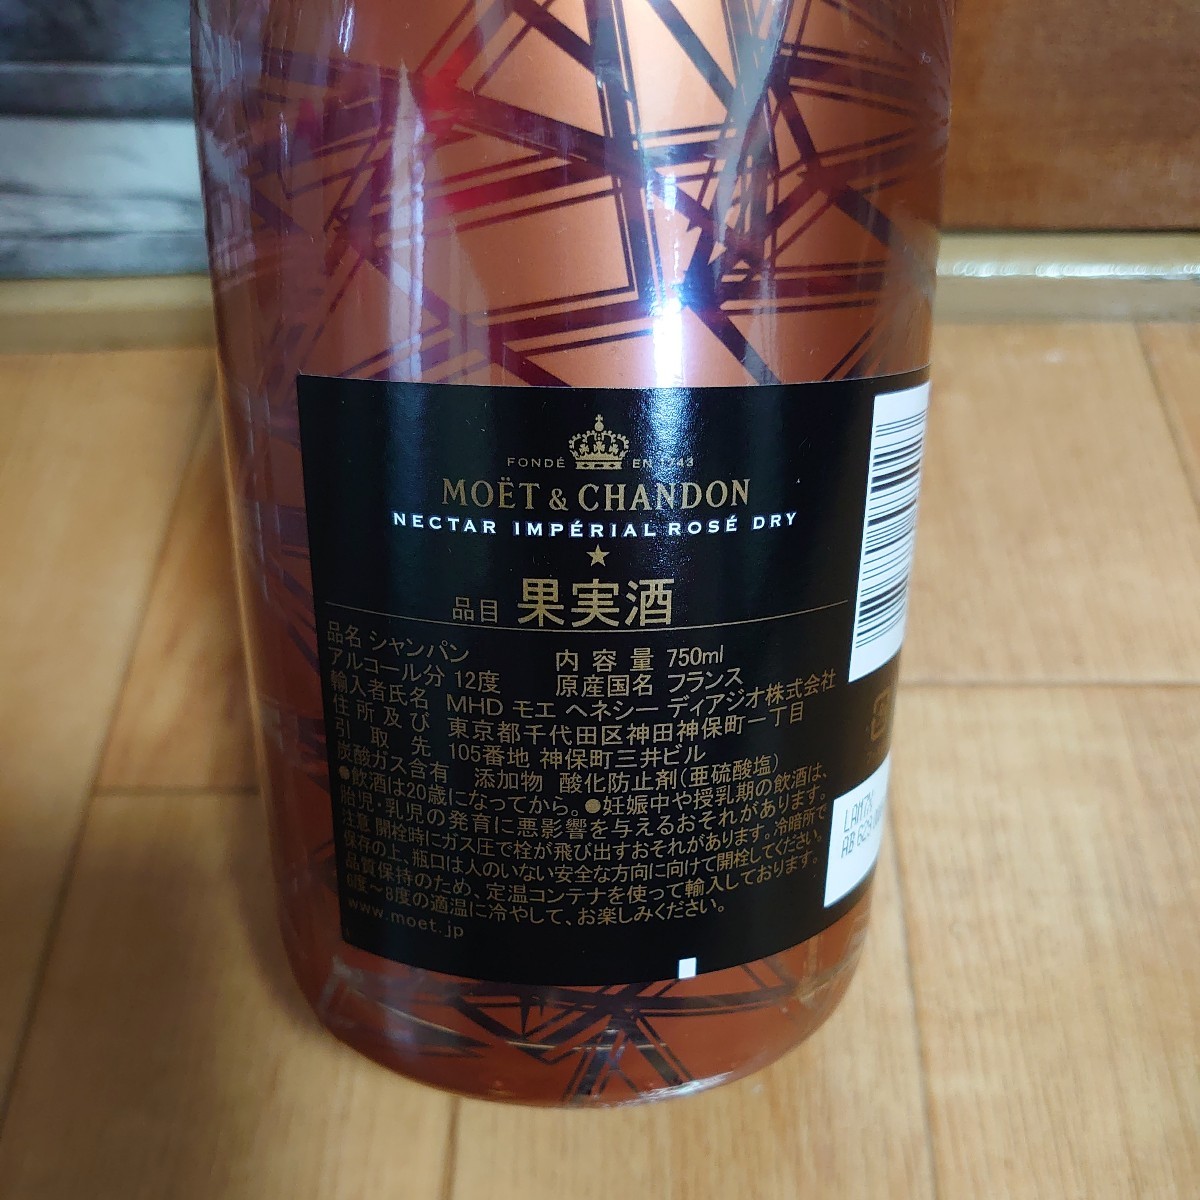 FONDÉ EN 1743
MOËT & CHANDON
NECTAR IMPÉRIAL ROSÉ DRY
品目 果実酒
品名 シャンパン 内容量 750ml
アルコール分 12度 原産国名 フランス
輸入者氏名 MHD モエ ヘネシー ディアジオ株式会社
住所及び 東京都千代田区神田神保町一丁目
引取先 105番地 神保町三井ビル
炭酸ガス含有 添加物 酸化防止剤(亜硫酸塩)
●飲酒は20歳になってから。●妊娠中や授乳期の飲酒は、
胎児・乳児の発育に悪影響を与えるおそれがあります。
注意 開栓時にガス圧で栓が飛び出すおそれがあります。冷暗所で
保存の上、瓶口は人のいない安全な方向に向けて開栓してください。
品質保持のため、定温コンテナを使って輸入しております。
6度〜8度の適温に冷やして、お楽しみください。
www.moet.jp